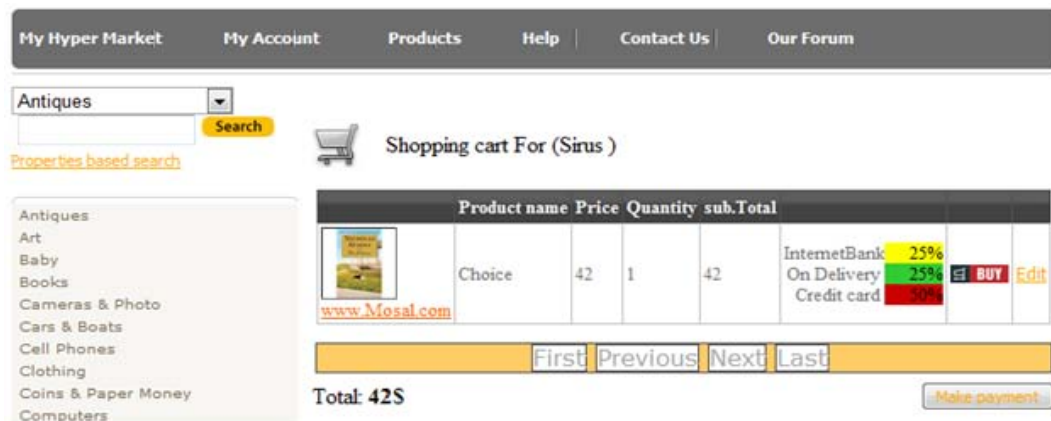 My Hyper Market My Account Products Help Contact Us Our Forum
Antiques
Search
Properties based search
Shopping cart For (Sirus )
Antiques
Art
Baby
Books
Cameras & Photo
Cars & Boats
Cell Phones
Clothing
Coins & Paper Money
Computers
Product name Price Quantity sub.Total
www.Mosal.com Choice 42 1 42
InternetBank 25%
On Delivery 25%
Credit card 50%
BUY Edit
First Previous Next Last
Total: 42$
Make payment